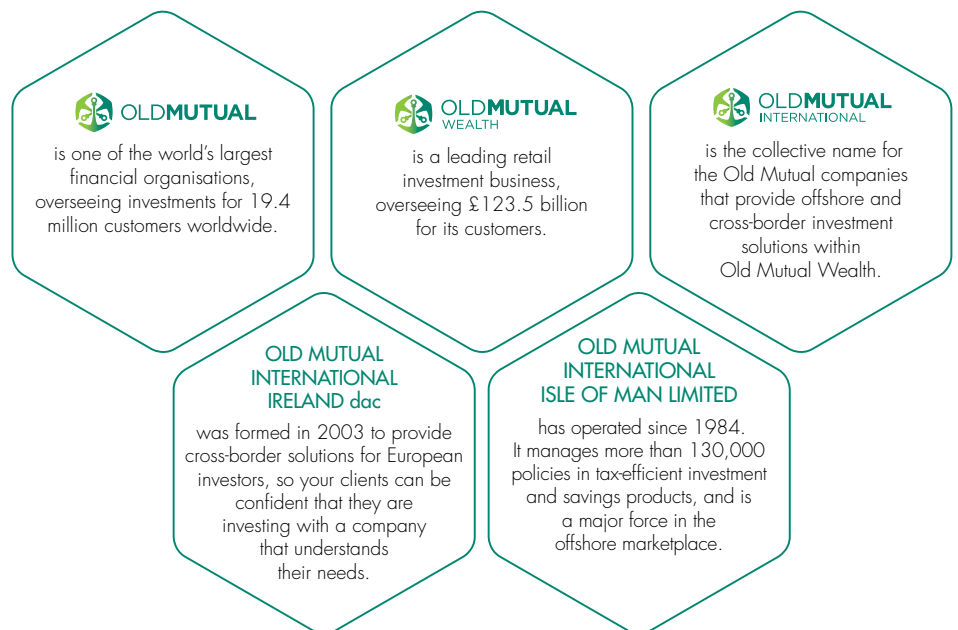 OLDMUTUAL
is one of the world's largest
financial organisations,
overseeing investments for 19.4
million customers worldwide.
OLDMUTUAL
WEALTH
is a leading retail
investment business,
overseeing £123.5 billion
for its customers.
OLDMUTUAL
INTERNATIONAL
is the collective name for
the Old Mutual companies
that provide offshore and
cross-border investment
solutions within
Old Mutual Wealth.
OLD MUTUAL
INTERNATIONAL
IRELAND dac
was formed in 2003 to provide
cross-border solutions for European
investors, so your clients can be
confident that they are
investing with a company
that understands
their needs.
OLD MUTUAL
INTERNATIONAL
ISLE OF MAN LIMITED
has operated since 1984.
It manages more than 130,000
policies in tax-efficient investment
and savings products, and is
a major force in the
offshore marketplace.